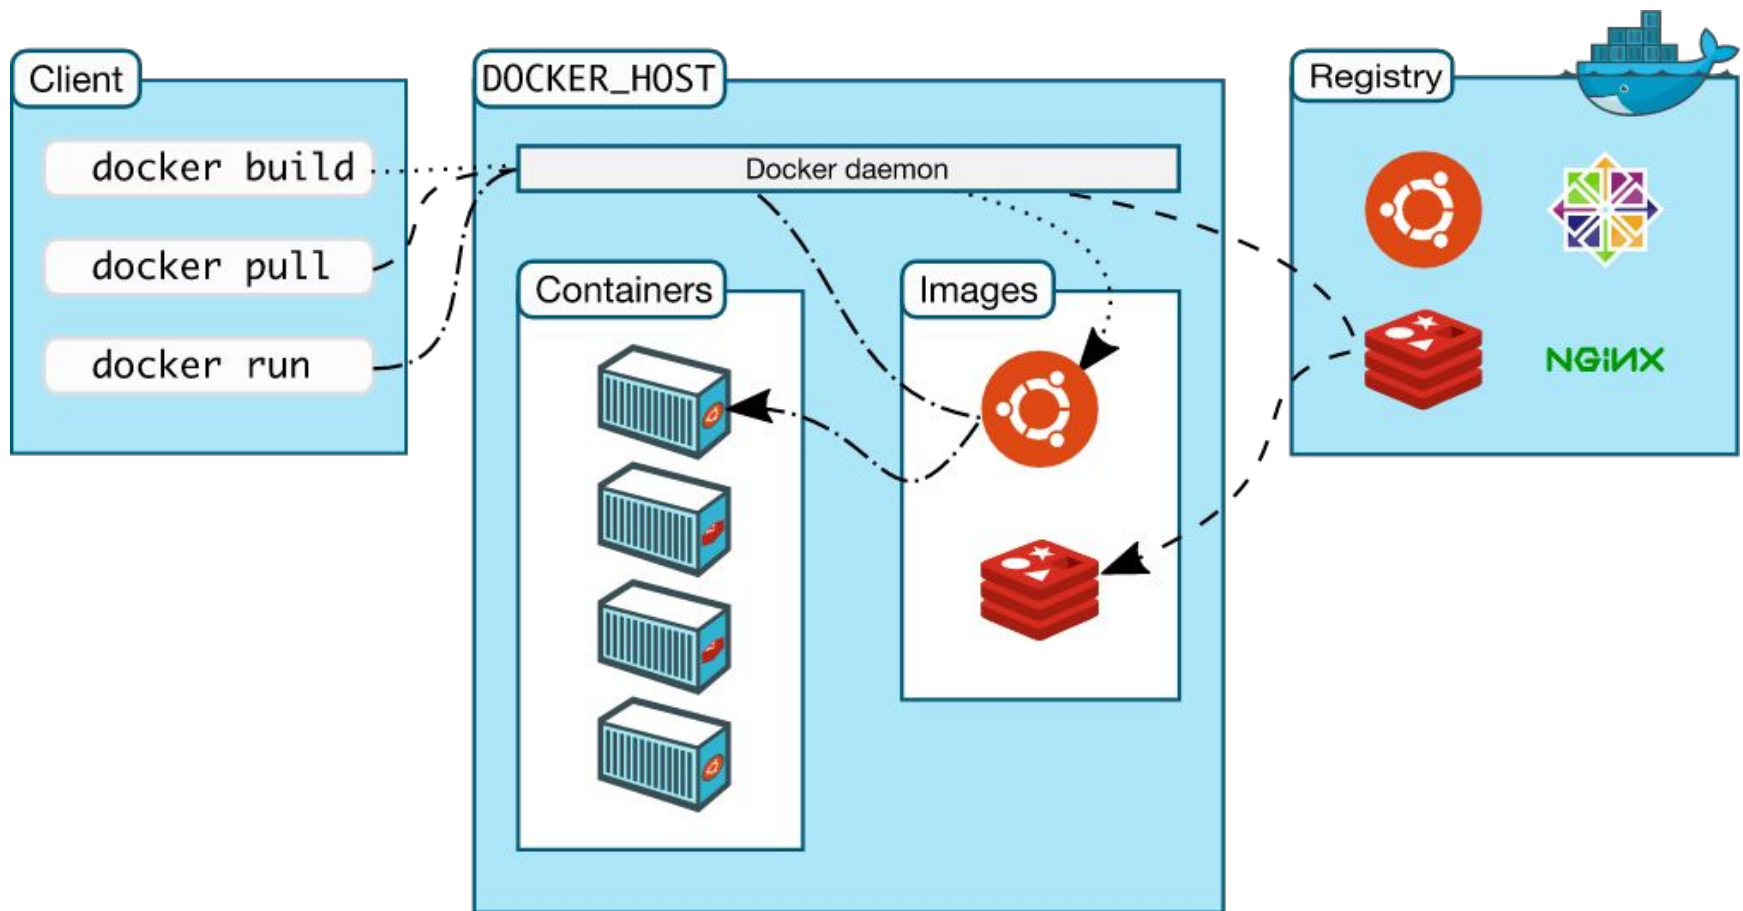 Client
docker build
docker pull
docker run
DOCKER_HOST
Docker daemon
Containers
Images
Registry
NGINX